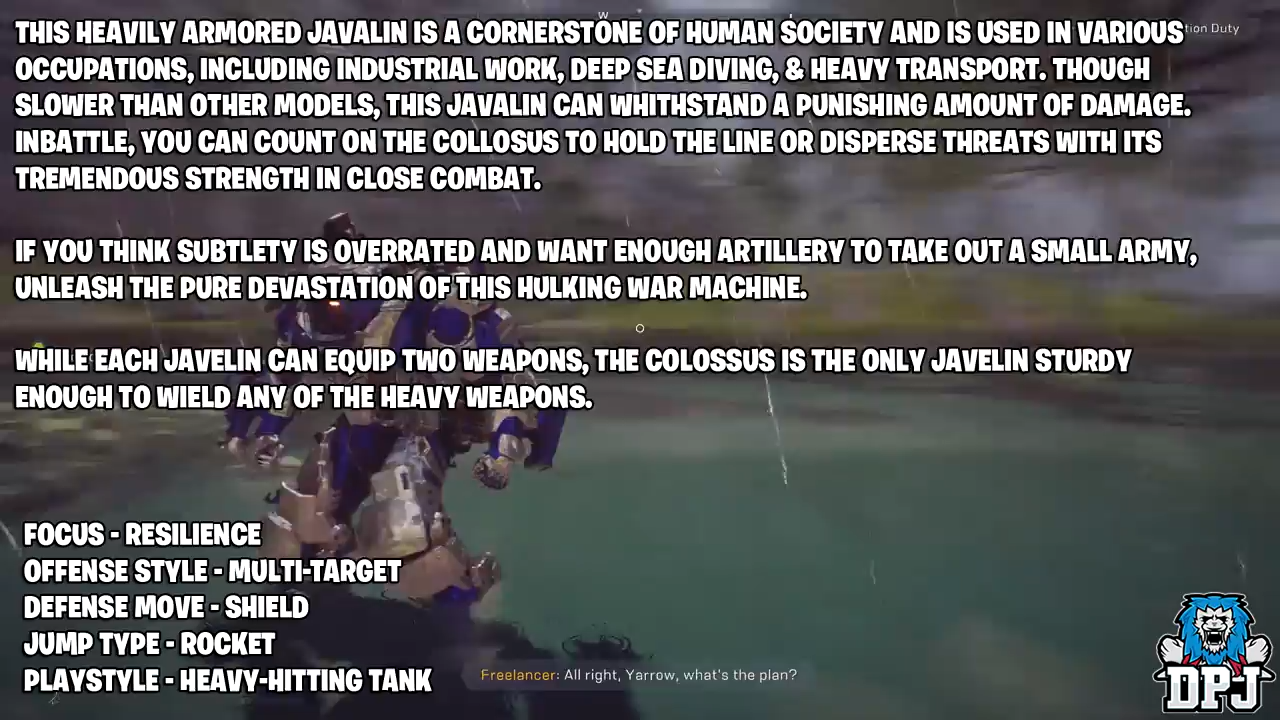 W
tion Duty
THIS HEAVILY ARMORED JAVALIN IS A CORNERSTONE OF HUMAN SOCIETY AND IS USED IN VARIOUS
OCCUPATIONS, INCLUDING INDUSTRIAL WORK, DEEP SEA DIVING, & HEAVY TRANSPORT. THOUGH
SLOWER THAN OTHER MODELS, THIS JAVALIN CAN WHITHSTAND A PUNISHING AMOUNT OF DAMAGE.
INBATTLE, YOU CAN COUNT ON THE COLLOSUS TO HOLD THE LINE OR DISPERSE THREATS WITH ITS
TREMENDOUS STRENGTH IN CLOSE COMBAT.
IF YOU THINK SUBTLETY IS OVERRATED AND WANT ENOUGH ARTILLERY TO TAKE OUT A SMALL ARMY,
UNLEASH THE PURE DEVASTATION OF THIS HULKING WAR MACHINE.
WHILE EACH JAVELIN CAN EQUIP TWO WEAPONS, THE COLOSSUS IS THE ONLY JAVELIN STURDY
ENOUGH TO WIELD ANY OF THE HEAVY WEAPONS.
FOCUS - RESILIENCE
OFFENSE STYLE - MULTI-TARGET
DEFENSE MOVE - SHIELD
JUMP TYPE - ROCKET
PLAYSTYLE - HEAVY-HITTING TANK
Freelancer: All right, Yarrow, what's the plan?
DPJ